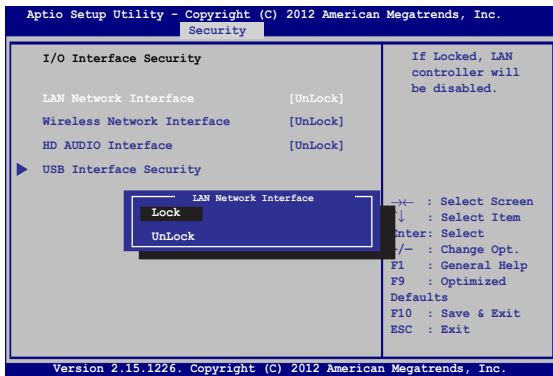 Aptio Setup Utility - Copyright (C) 2012 American Megatrends, Inc.
Security
I/O Interface Security
LAN Network Interface [UnLock]
Wireless Network Interface [UnLock]
HD AUDIO Interface [UnLock]
USB Interface Security
LAN Network Interface
Lock
UnLock
If Locked, LAN
controller will
be disabled.
→← : Select Screen
↑↓ : Select Item
Enter: Select
+/— : Change Opt.
F1 : General Help
F9 : Optimized
Defaults
F10 : Save & Exit
ESC : Exit
Version 2.15.1226. Copyright (C) 2012 American Megatrends, Inc.